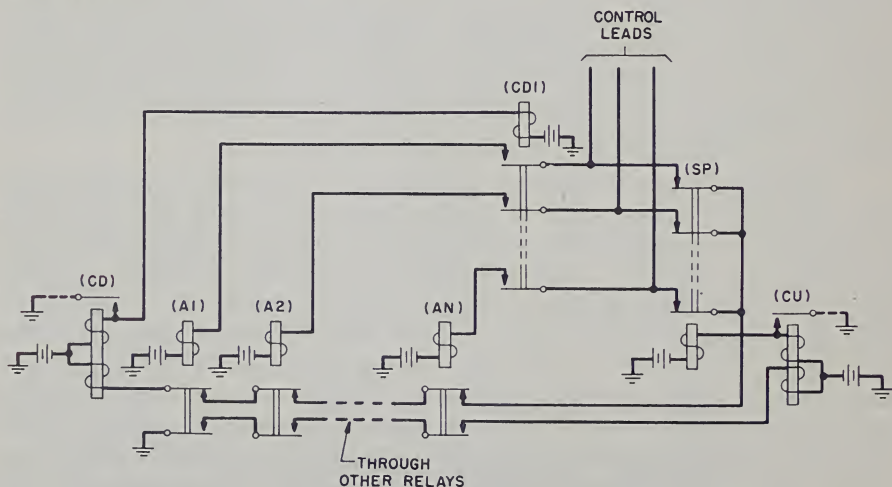 CONTROL
LEADS
(CD1)
(SP)
(CD)
(A1)
(A2)
(AN)
(CU)
THROUGH
OTHER RELAYS